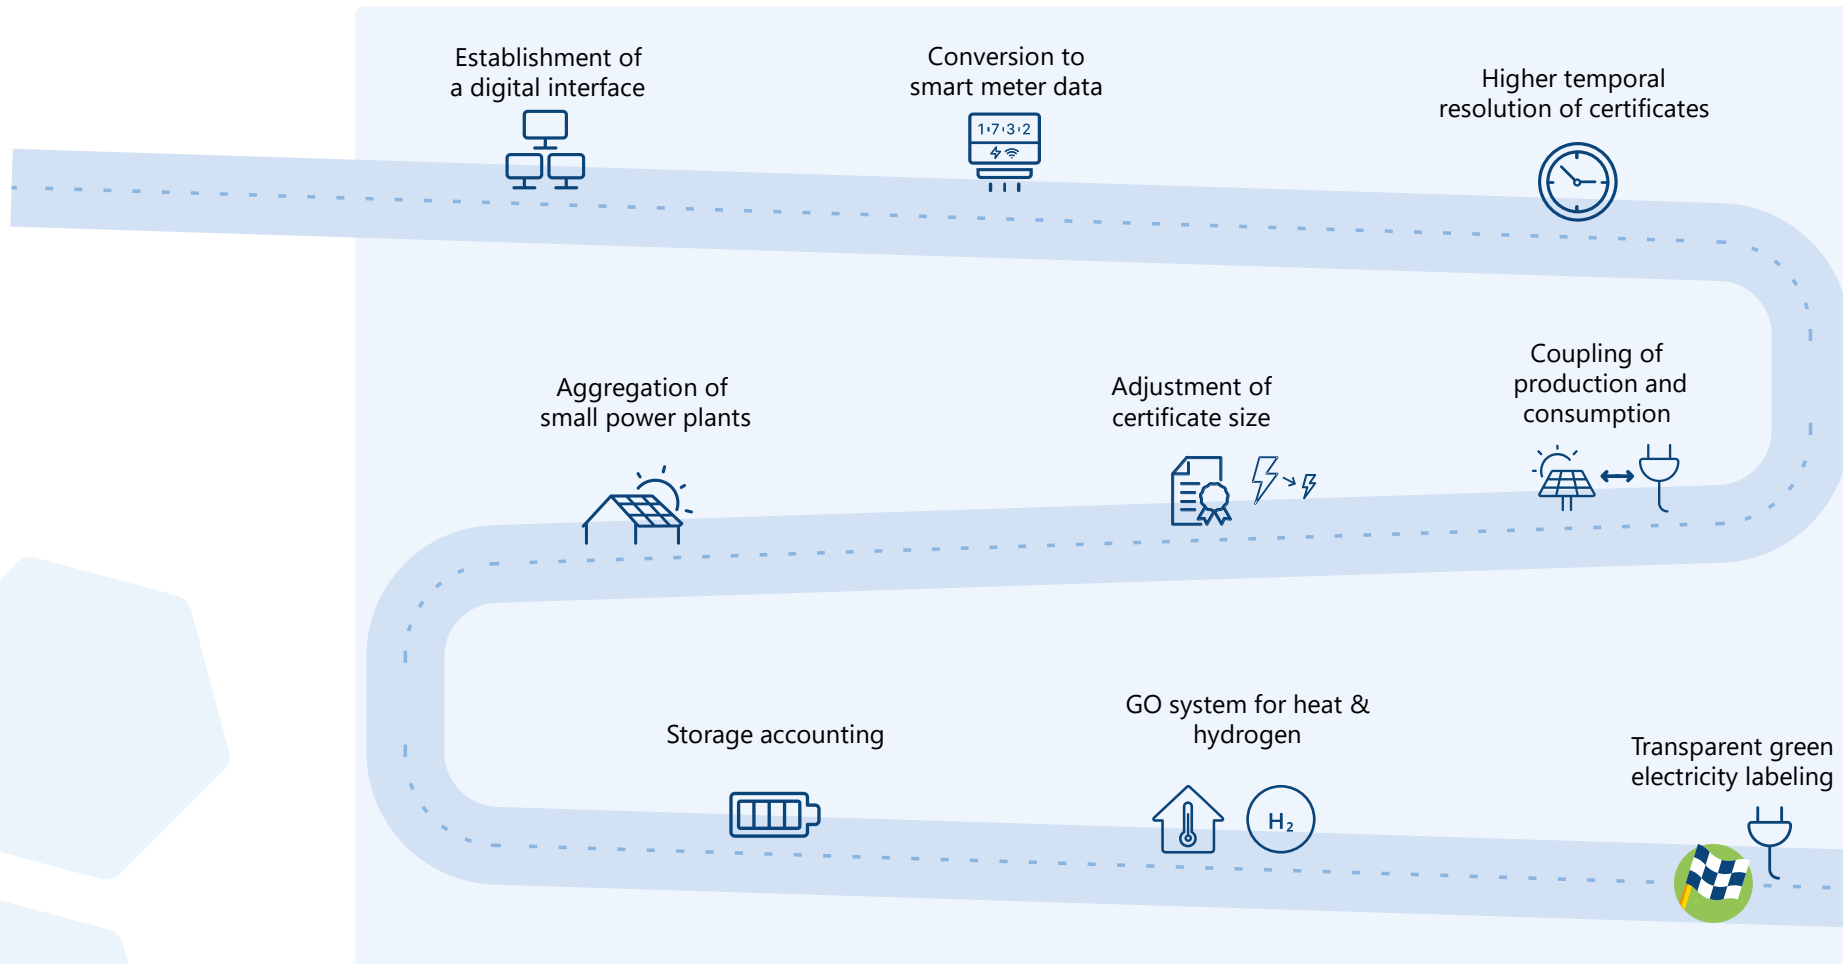 Establishment of
a digital interface
Conversion to
smart meter data
1 7 3 2
Higher temporal
resolution of certificates
Coupling of
production and
consumption
Adjustment of
certificate size
Aggregation of
small power plants
Storage accounting
GO system for heat &
hydrogen
H₂
Transparent green
electricity labeling